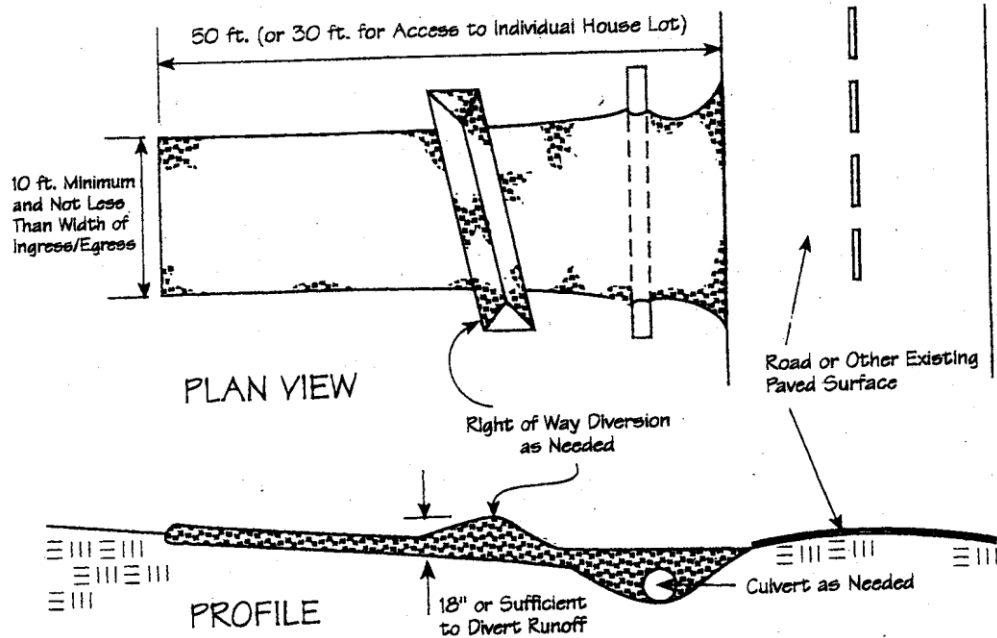 50 ft. (or 30 ft. for Access to Individual House Lot)
10 ft. Minimum
and Not Less
Than Width of
Ingress/Egress
PLAN VIEW
Right of Way Diversion
as Needed
Road or Other Existing
Paved Surface
Culvert as Needed
18" or Sufficient
to Divert Runoff
PROFILE